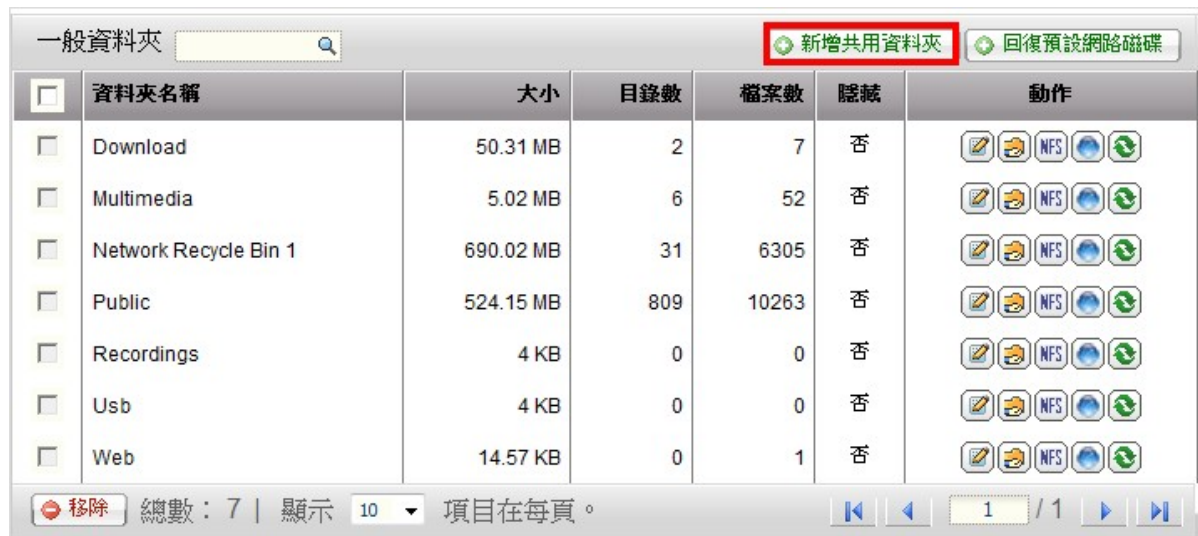 一般資料夾 新增共用資料夾 回復預設網路磁碟
資料夾名稱 大小 目錄數 檔案數 隱藏 動作
Download 50.31 MB 2 7 否 NFS
Multimedia 5.02 MB 6 52 否 NFS
Network Recycle Bin 1 690.02 MB 31 6305 否 NFS
Public 524.15 MB 809 10263 否 NFS
Recordings 4 KB 0 0 否 NFS
Usb 4 KB 0 0 否 NFS
Web 14.57 KB 0 1 否 NFS
移除 總數：7 | 顯示 10 項目在每頁。 1 / 1